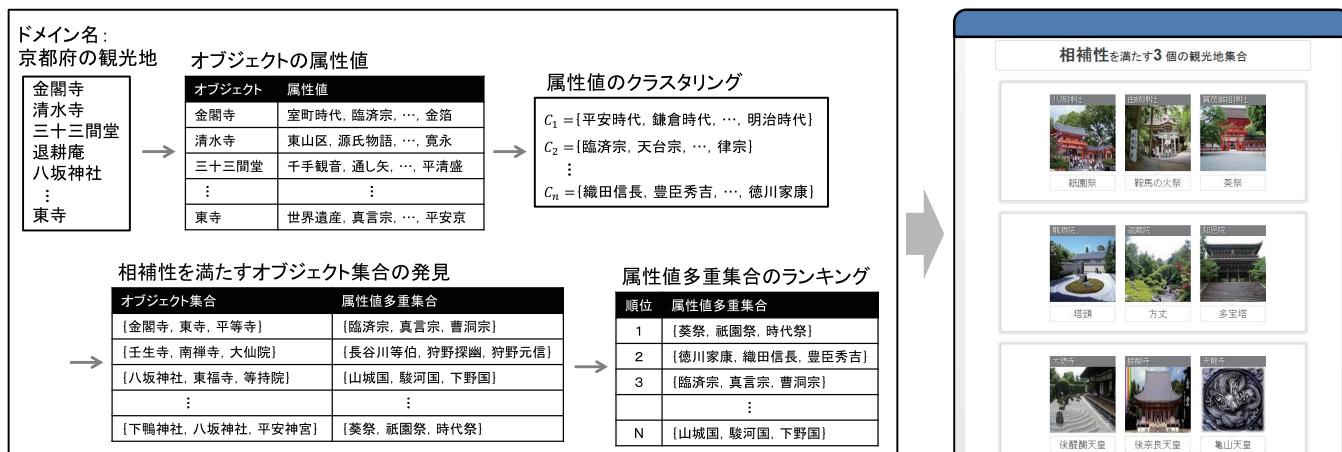 ドメイン名:
京都府の観光地
金閣寺
清水寺
三十三間堂
退耕庵
八坂神社
⋮
東寺
オブジェクトの属性値
オブジェクト 属性値
金閣寺 室町時代, 臨済宗, …, 金箔
清水寺 東山区, 源氏物語, …, 寛永
三十三間堂 千手観音, 通し矢, …, 平清盛
⋮ ⋮
東寺 世界遺産, 真言宗, …, 平安京
属性値のクラスタリング
C₁ ={平安時代, 鎌倉時代, …, 明治時代}
C₂ ={臨済宗, 天台宗, …, 律宗}
⋮
Cₙ ={織田信長, 豊臣秀吉, …, 徳川家康}
相補性を満たすオブジェクト集合の発見
オブジェクト集合 属性値多重集合
{金閣寺, 東寺, 平等寺} {臨済宗, 真言宗, 曹洞宗}
{壬生寺, 南禅寺, 大仙院} {長谷川等伯, 狩野探幽, 狩野元信}
{八坂神社, 東福寺, 等持院} {山城国, 駿河国, 下野国}
⋮ ⋮
{下鴨神社, 八坂神社, 平安神宮} {葵祭, 祇園祭, 時代祭}
属性値多重集合のランキング
順位 属性値多重集合
1 {葵祭, 祇園祭, 時代祭}
2 {徳川家康, 織田信長, 豊臣秀吉}
3 {臨済宗, 真言宗, 曹洞宗}
⋮
N {山城国, 駿河国, 下野国}
相補性を満たす3 個の観光地集合
八坂神社 由岐神社 賀茂御祖神社
祇園祭 鞍馬の火祭 葵祭
龍源院 退蔵院 知恩院
塔頭 方丈 多宝塔
大徳寺 醍醐寺 天龍寺
後醍醐天皇 後奈良天皇 亀山天皇